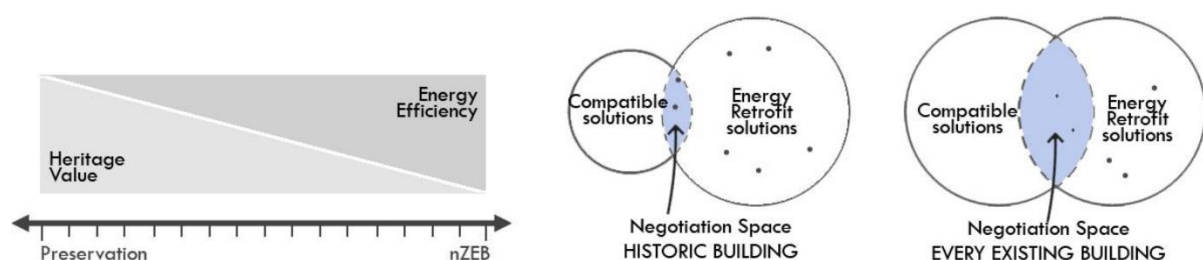 Energy
Efficiency
Heritage
Value
Preservation
nZEB
Compatible
solutions
Energy
Retrofit
solutions
Negotiation Space
HISTORIC BUILDING
Compatible
solutions
Energy
Retrofit
solutions
Negotiation Space
EVERY EXISTING BUILDING